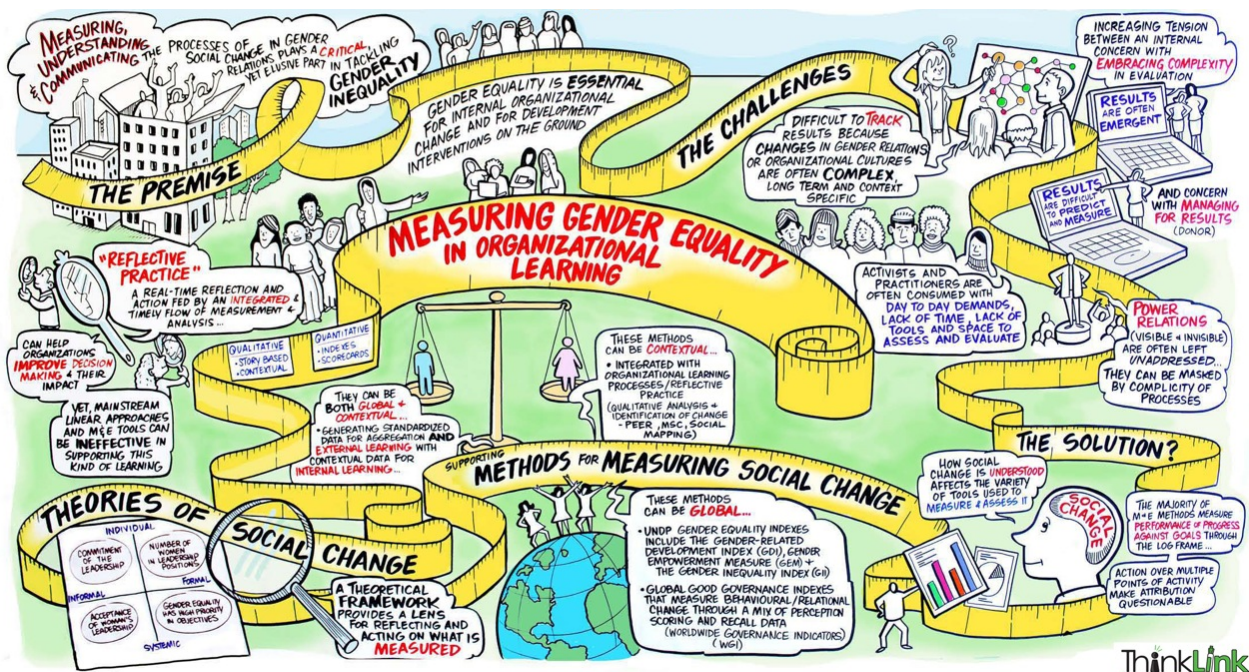 MEASURING,
UNDERSTANDING
& COMMUNICATING THE PROCESSES OF
SOCIAL CHANGE IN GENDER
RELATIONS PLAYS A CRITICAL,
YET ELUSIVE PART IN TACKLING
GENDER
INEQUALITY
THE PREMISE
GENDER EQUALITY IS ESSENTIAL
FOR INTERNAL ORGANIZATIONAL
CHANGE AND FOR DEVELOPMENT
INTERVENTIONS ON THE GROUND
THE CHALLENGES
DIFFICULT TO TRACK
RESULTS BECAUSE
CHANGES IN GENDER RELATIONS
OR ORGANIZATIONAL CULTURES
ARE OFTEN COMPLEX,
LONG TERM AND CONTEXT
SPECIFIC
?
INCREASING TENSION
BETWEEN AN INTERNAL
CONCERN WITH
EMBRACING COMPLEXITY
IN EVALUATION
RESULTS
ARE OFTEN
EMERGENT
RESULTS
ARE DIFFICULT
TO PREDICT
AND MEASURE
AND CONCERN
WITH MANAGING
FOR RESULTS
(DONOR)
MEASURING GENDER EQUALITY
IN ORGANIZATIONAL
LEARNING
ACTIVISTS AND
PRACTITIONERS ARE
OFTEN CONSUMED WITH
DAY TO DAY DEMANDS,
LACK OF TIME, LACK OF
TOOLS AND SPACE TO
ASSESS AND EVALUATE
POWER
RELATIONS
(VISIBLE & INVISIBLE)
ARE OFTEN LEFT
UNADDRESSED...
THEY CAN BE MASKED
BY COMPLICITY OF
PROCESSES
"REFLECTIVE
PRACTICE"
A REAL-TIME REFLECTION AND
ACTION FED BY AN INTEGRATED &
TIMELY FLOW OF MEASUREMENT &
ANALYSIS...
CAN HELP
ORGANIZATIONS
IMPROVE DECISION
MAKING & THEIR
IMPACT
YET, MAINSTREAM
LINEAR APPROACHES
AND M&E TOOLS CAN
BE INEFFECTIVE IN
SUPPORTING THIS
KIND OF LEARNING
QUALITATIVE
• STORY BASED
• CONTEXTUAL
QUANTITATIVE
• INDEXES
• SCORECARDS
THEY CAN BE
BOTH GLOBAL &
CONTEXTUAL...
• GENERATING STANDARDIZED
DATA FOR AGGREGATION AND
EXTERNAL LEARNING WITH
CONTEXTUAL DATA FOR
INTERNAL LEARNING...
THESE METHODS
CAN BE CONTEXTUAL...
• INTEGRATED WITH
ORGANIZATIONAL LEARNING
PROCESSES/REFLECTIVE
PRACTICE
(QUALITATIVE ANALYSIS &
IDENTIFICATION OF CHANGE
- PEER, MSC, SOCIAL
MAPPING)
THE SOLUTION?
HOW SOCIAL
CHANGE IS UNDERSTOOD
AFFECTS THE VARIETY
OF TOOLS USED TO
MEASURE & ASSESS IT
SOCIAL
CHANGE
THE MAJORITY OF
M&E METHODS MEASURE
PERFORMANCE OF PROGRESS
AGAINST GOALS THROUGH
THE LOG FRAME...
ACTION OVER MULTIPLE
POINTS OF ACTIVITY
MAKE ATTRIBUTION
QUESTIONABLE
SUPPORTING METHODS FOR MEASURING SOCIAL CHANGE
THESE METHODS
CAN BE GLOBAL...
• UNDP GENDER EQUALITY INDEXES
INCLUDE THE GENDER-RELATED
DEVELOPMENT INDEX (GDI), GENDER
EMPOWERMENT MEASURE (GEM) &
THE GENDER INEQUALITY INDEX (GII)
• GLOBAL GOOD GOVERNANCE INDEXES
THAT MEASURE BEHAVIOURAL/RELATIONAL
CHANGE THROUGH A MIX OF PERCEPTION
SCORING AND RECALL DATA
(WORLDWIDE GOVERNANCE INDICATORS)
(WGI)
THEORIES OF SOCIAL CHANGE
INDIVIDUAL
COMMITMENT
OF THE
LEADERSHIP
NUMBER OF
WOMEN
IN LEADERSHIP
POSITIONS
FORMAL
INFORMAL
ACCEPTANCE
OF WOMAN'S
LEADERSHIP
GENDER EQUALITY
HAS HIGH PRIORITY
IN OBJECTIVES
SYSTEMIC
A THEORETICAL
FRAMEWORK
PROVIDES A LENS
FOR REFLECTING AND
ACTING ON WHAT IS
MEASURED
ThinkLink